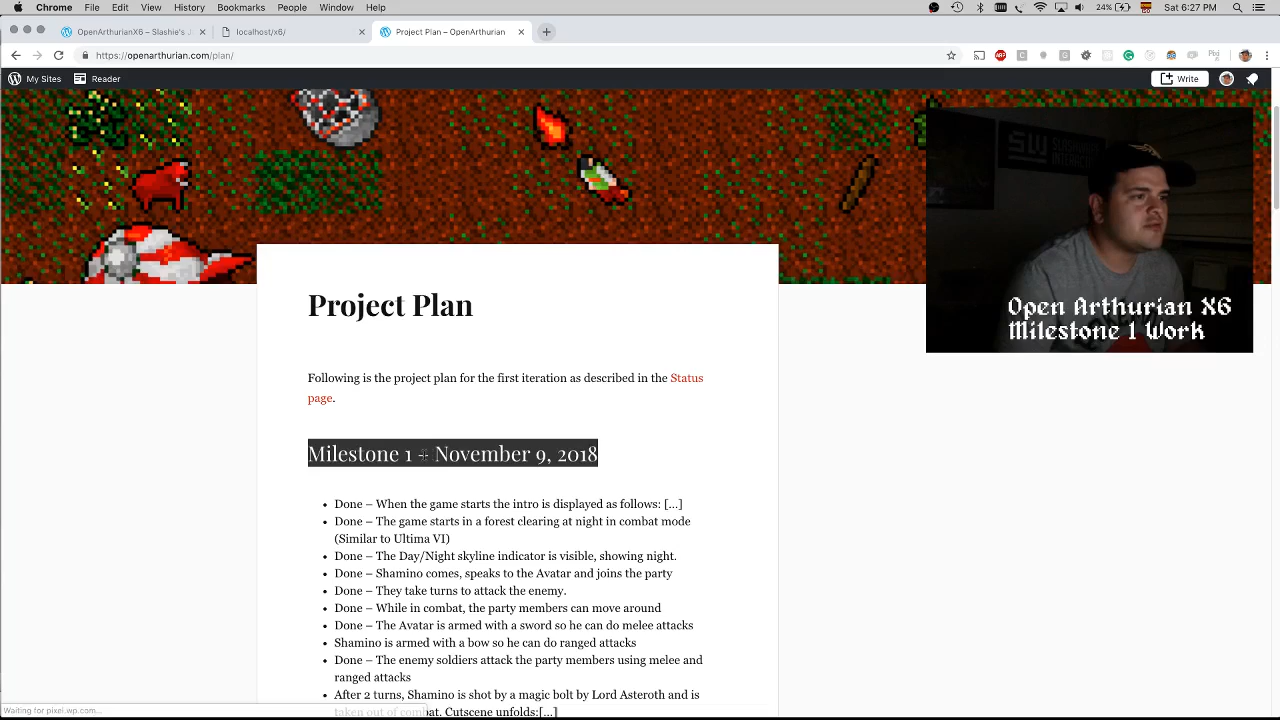 Chrome File Edit View History Bookmarks People Window Help 24% Sat 6:27 PM
OpenArthurianX6 – Slashie's J localhost/x6/ Project Plan – OpenArthurian
https://openarthurian.com/plan/
My Sites Reader Write
SLV SLASHWARE
INTERACTIVE
Open Arthurian X6
Milestone 1 Work
Project Plan
Following is the project plan for the first iteration as described in the Status
page.
Milestone 1 – November 9, 2018
• Done – When the game starts the intro is displayed as follows: […]
• Done – The game starts in a forest clearing at night in combat mode
(Similar to Ultima VI)
• Done – The Day/Night skyline indicator is visible, showing night.
• Done – Shamino comes, speaks to the Avatar and joins the party
• Done – They take turns to attack the enemy.
• Done – While in combat, the party members can move around
• Done – The Avatar is armed with a sword so he can do melee attacks
• Shamino is armed with a bow so he can do ranged attacks
• Done – The enemy soldiers attack the party members using melee and
ranged attacks
• After 2 turns, Shamino is shot by a magic bolt by Lord Asteroth and is
taken out of combat. Cutscene unfolds:[…]
Waiting for pixel.wp.com...